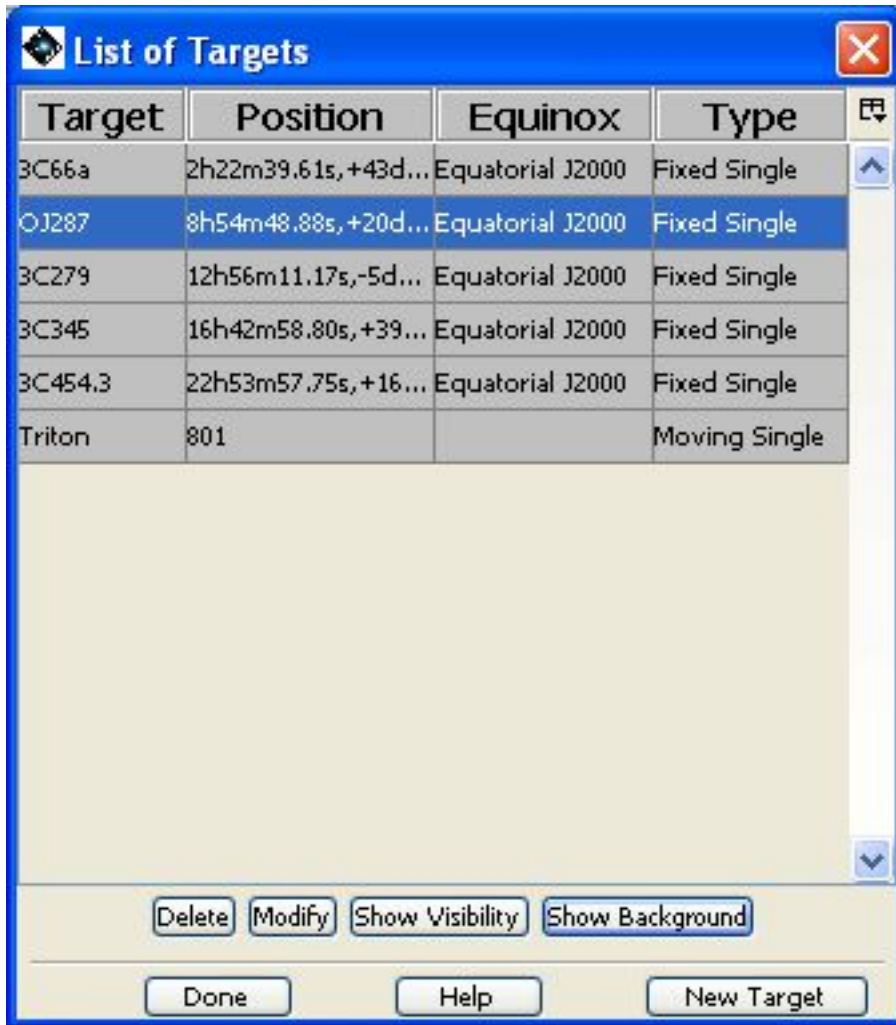 List of Targets
Target Position Equinox Type
3C66a 2h22m39.61s,+43d... Equatorial J2000 Fixed Single
OJ287 8h54m48.88s,+20d... Equatorial J2000 Fixed Single
3C279 12h56m11.17s,-5d... Equatorial J2000 Fixed Single
3C345 16h42m58.80s,+39... Equatorial J2000 Fixed Single
3C454.3 22h53m57.75s,+16... Equatorial J2000 Fixed Single
Triton 801 Moving Single
Delete Modify Show Visibility Show Background
Done Help New Target